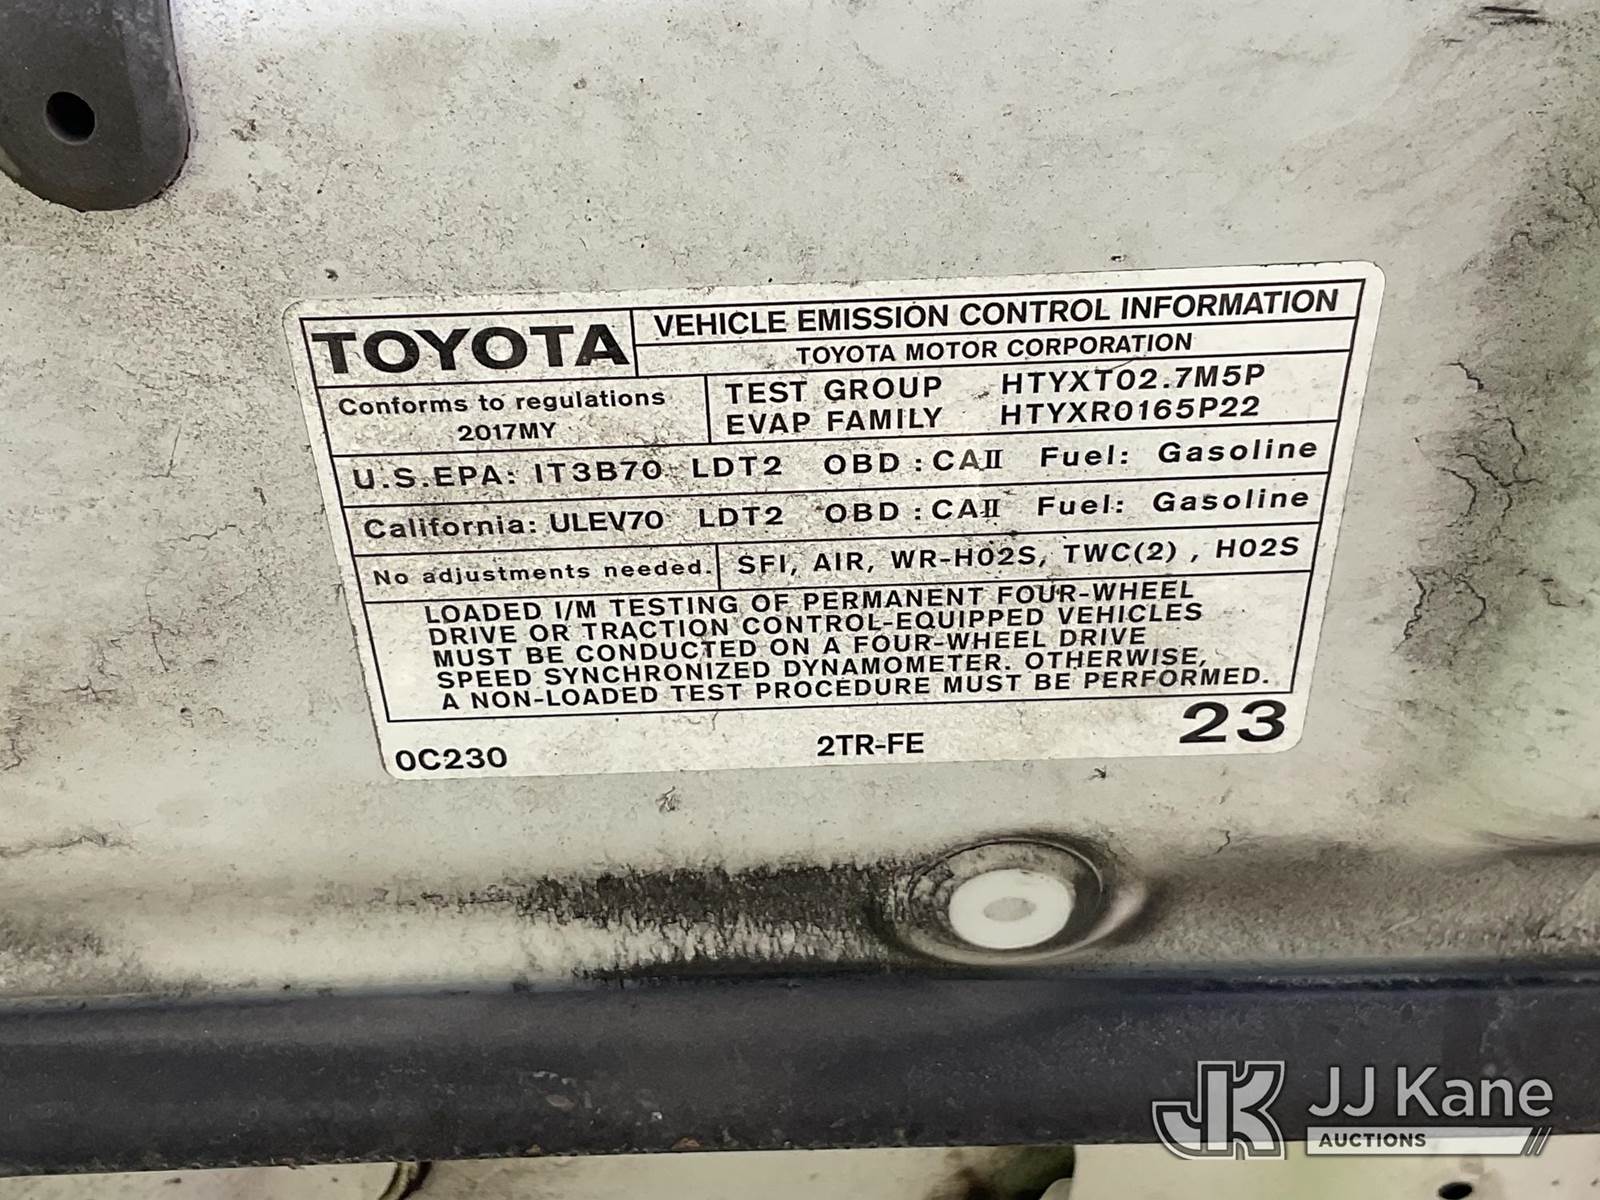 TOYOTA
VEHICLE EMISSION CONTROL INFORMATION
TOYOTA MOTOR CORPORATION
Conforms to regulations
2017MY
TEST GROUP HTYXT02.7M5P
EVAP FAMILY HTYXR0165P22
U.S.EPA: IT3B70 LDT2 OBD : CAII Fuel: Gasoline
California: ULEV70 LDT2 OBD : CAII Fuel: Gasoline
No adjustments needed.
SFI, AIR, WR-HO2S, TWC(2) , HO2S
LOADED I/M TESTING OF PERMANENT FOUR-WHEEL
DRIVE OR TRACTION CONTROL-EQUIPPED VEHICLES
MUST BE CONDUCTED ON A FOUR-WHEEL DRIVE
SPEED SYNCHRONIZED DYNAMOMETER. OTHERWISE,
A NON-LOADED TEST PROCEDURE MUST BE PERFORMED.
0C230 2TR-FE 23
JK JJ Kane
AUCTIONS